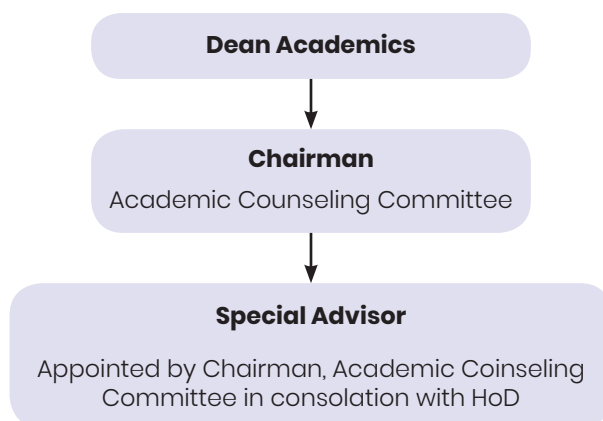 Dean Academics
Chairman
Academic Counseling Committee
Special Advisor
Appointed by Chairman, Academic Coinseling
Committee in consolation with HoD